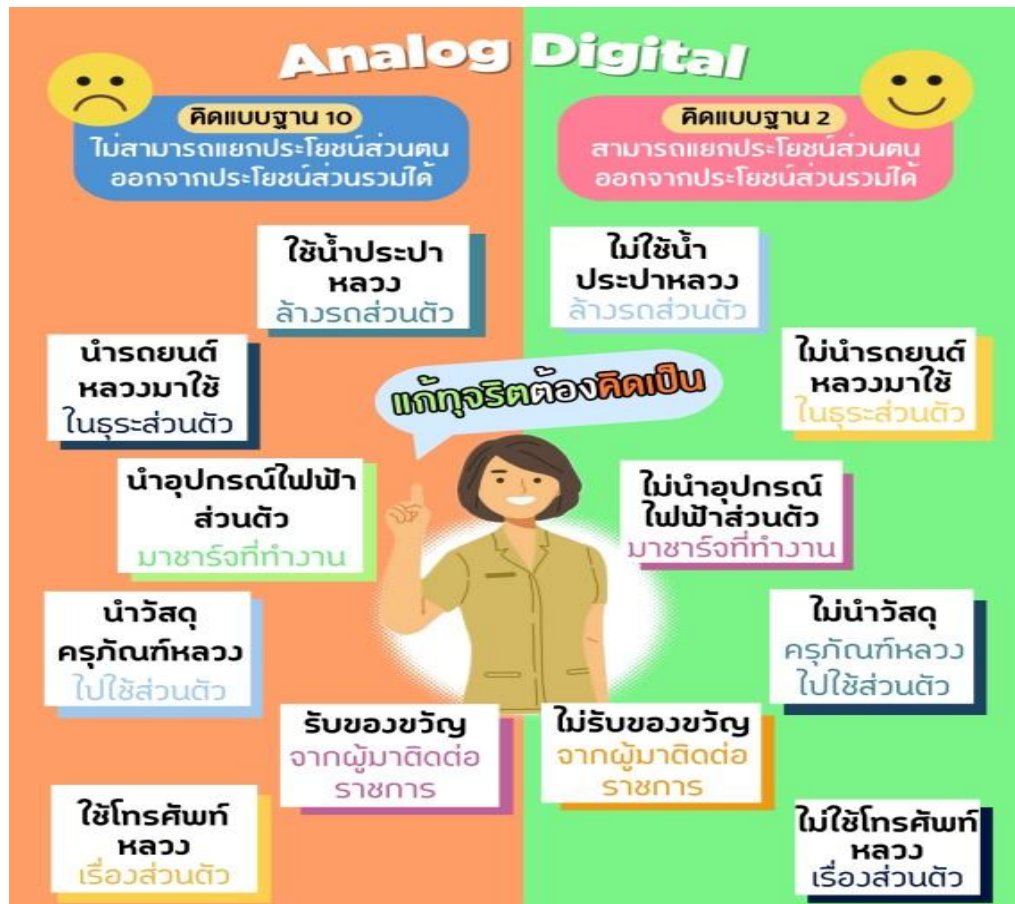 Analog Digital
คิดแบบฐาน 10
ไม่สามารถแยกประโยชน์ส่วนตน
ออกจากประโยชน์ส่วนรวมได้
คิดแบบฐาน 2
สามารถแยกประโยชน์ส่วนตน
ออกจากประโยชน์ส่วนรวมได้
ใช้น้ำประปา
หลวง
ล้างรถส่วนตัว
ไม่ใช้น้ำ
ประปาหลวง
ล้างรถส่วนตัว
นำรถยนต์
หลวงมาใช้
ในธุระส่วนตัว
แก้ทุจริตต้องคิดเป็น
ไม่นำรถยนต์
หลวงมาใช้
ในธุระส่วนตัว
นำอุปกรณ์ไฟฟ้า
ส่วนตัว
มาชาร์จที่ทำงาน
ไม่นำอุปกรณ์
ไฟฟ้าส่วนตัว
มาชาร์จที่ทำงาน
นำวัสดุ
ครุภัณฑ์หลวง
ไปใช้ส่วนตัว
ไม่นำวัสดุ
ครุภัณฑ์หลวง
ไปใช้ส่วนตัว
รับของขวัญ
จากผู้มาติดต่อ
ราชการ
ไม่รับของขวัญ
จากผู้มาติดต่อ
ราชการ
ใช้โทรศัพท์
หลวง
เรื่องส่วนตัว
ไม่ใช้โทรศัพท์
หลวง
เรื่องส่วนตัว